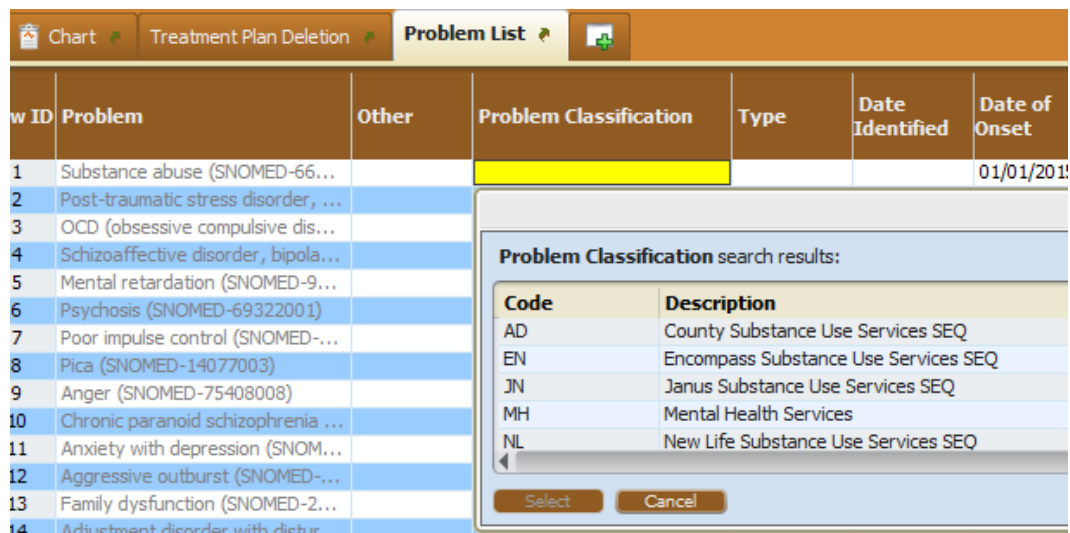 Chart Treatment Plan Deletion Problem List
w ID Problem Other Problem Classification Type Date Identified Date of Onset
1 Substance abuse (SNOMED-66... 01/01/2015
2 Post-traumatic stress disorder, ...
3 OCD (obsessive compulsive dis...
4 Schizoaffective disorder, bipola...
5 Mental retardation (SNOMED-9...
6 Psychosis (SNOMED-69322001)
7 Poor impulse control (SNOMED-...
8 Pica (SNOMED-14077003)
9 Anger (SNOMED-75408008)
10 Chronic paranoid schizophrenia ...
11 Anxiety with depression (SNOM...
12 Aggressive outburst (SNOMED-...
13 Family dysfunction (SNOMED-2...
14 Adjustment disorder with distur...
Problem Classification search results:
Code Description
AD County Substance Use Services SEQ
EN Encompass Substance Use Services SEQ
JN Janus Substance Use Services SEQ
MH Mental Health Services
NL New Life Substance Use Services SEQ
Select Cancel